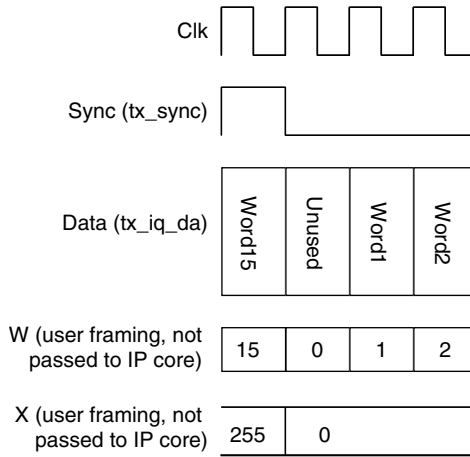 Clk
Sync (tx_sync)
Data (tx_iq_da)
Word15
Unused
Word1
Word2
W (user framing, not
passed to IP core)
15 0 1 2
X (user framing, not
passed to IP core)
255 0